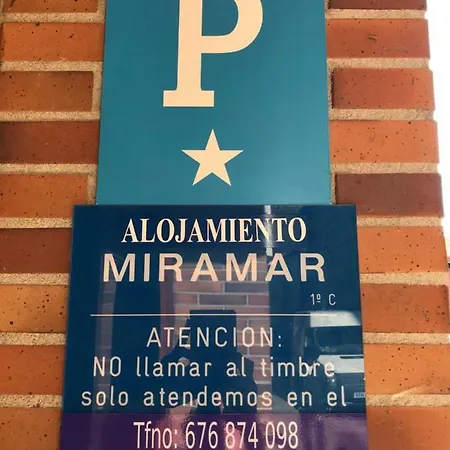 P
ALOJAMIENTO
MIRAMAR
1º C
ATENCION:
NO llamar al timbre
solo atendemos en el
Tfno: 676 874 098